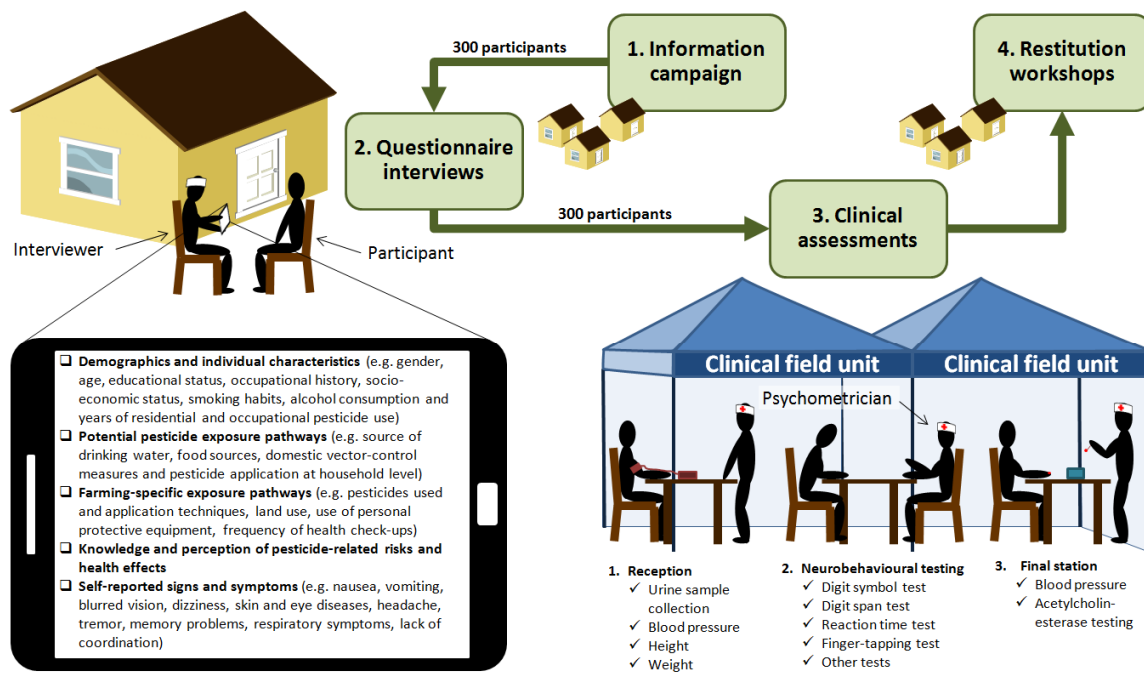 300 participants
1. Information
campaign
4. Restitution
workshops
2. Questionnaire
interviews
300 participants
3. Clinical
assessments
Interviewer
Participant
❑ Demographics and individual characteristics (e.g. gender,
age, educational status, occupational history, socio-
economic status, smoking habits, alcohol consumption and
years of residential and occupational pesticide use)
❑ Potential pesticide exposure pathways (e.g. source of
drinking water, food sources, domestic vector-control
measures and pesticide application at household level)
❑ Farming-specific exposure pathways (e.g. pesticides used
and application techniques, land use, use of personal
protective equipment, frequency of health check-ups)
❑ Knowledge and perception of pesticide-related risks and
health effects
❑ Self-reported signs and symptoms (e.g. nausea, vomiting,
blurred vision, dizziness, skin and eye diseases, headache,
tremor, memory problems, respiratory symptoms, lack of
coordination)
Clinical field unit
Clinical field unit
Psychometrician
1. Reception
✓ Urine sample
collection
✓ Blood pressure
✓ Height
✓ Weight
2. Neurobehavioural testing
✓ Digit symbol test
✓ Digit span test
✓ Reaction time test
✓ Finger-tapping test
✓ Other tests
3. Final station
✓ Blood pressure
✓ Acetylcholin-
esterase testing